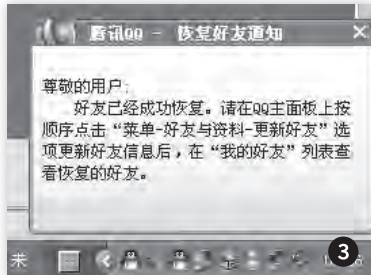 腾讯QQ - 恢复好友通知
尊敬的用户:
好友已经成功恢复。请在QQ主面板上按
顺序点击“菜单-好友与资料-更新好友”选
项更新好友信息后，在“我的好友”列表查
看恢复的好友。
3